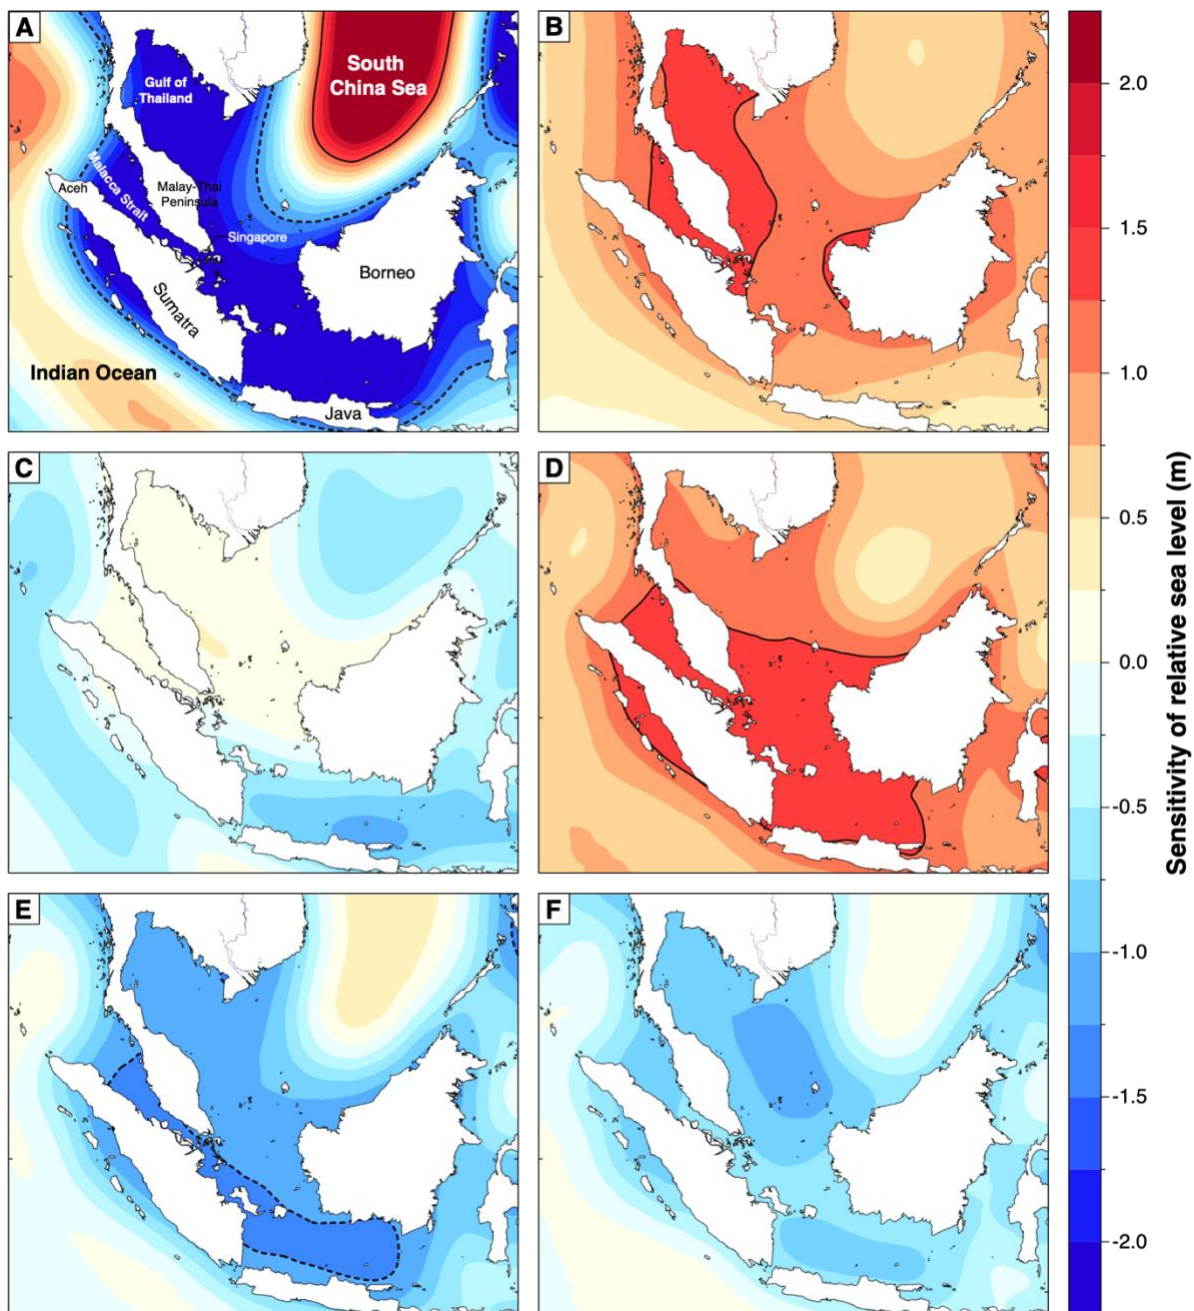 A
South
China Sea
Gulf of
Thailand
Malacca Strait
Aceh
Malay-Thai
Peninsula
Singapore
Sumatra
Borneo
Indian Ocean
Java
B
C
D
E
F
2.0
1.5
1.0
0.5
0.0
-0.5
-1.0
-1.5
-2.0
Sensitivity of relative sea level (m)